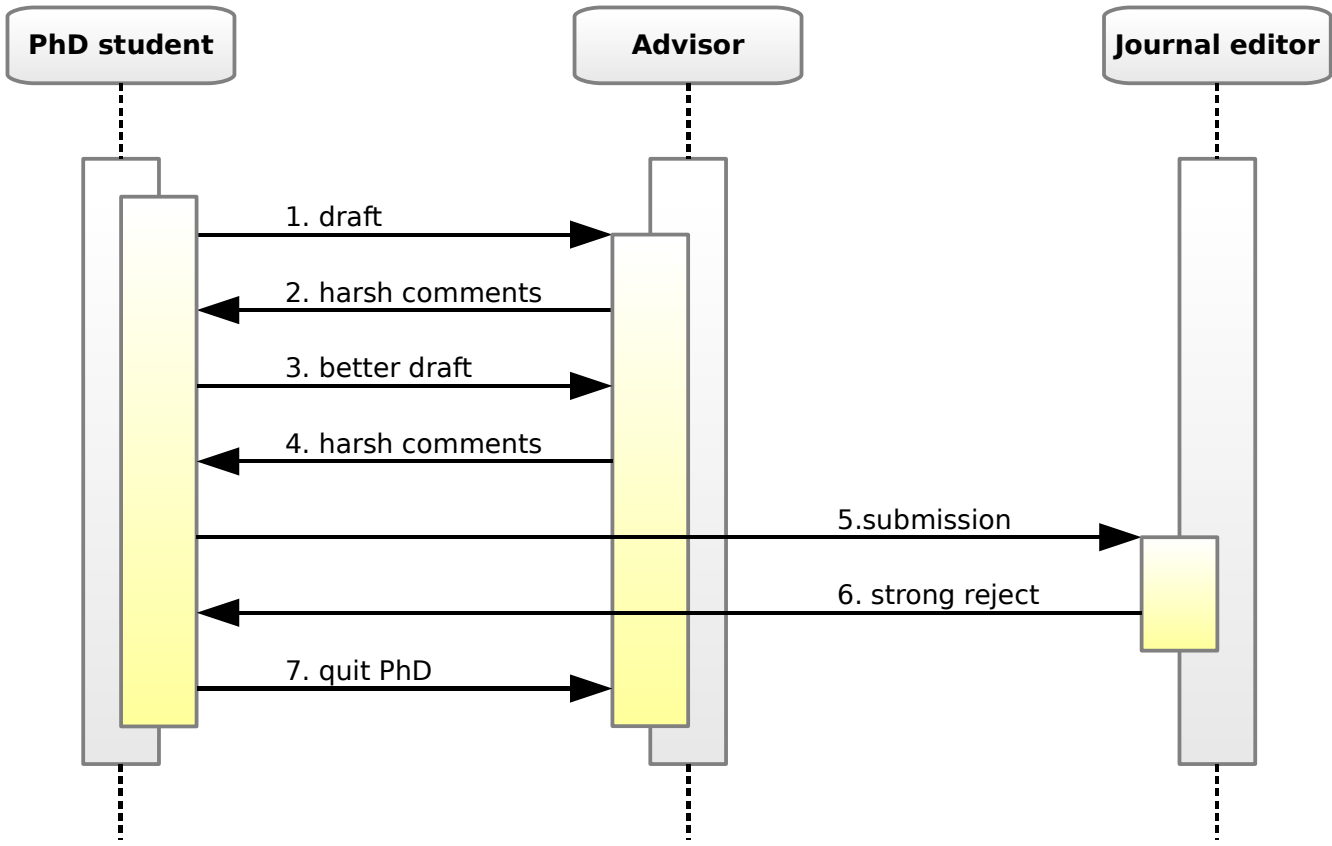 PhD student
Advisor
Journal editor
1. draft
2. harsh comments
3. better draft
4. harsh comments
5.submission
6. strong reject
7. quit PhD